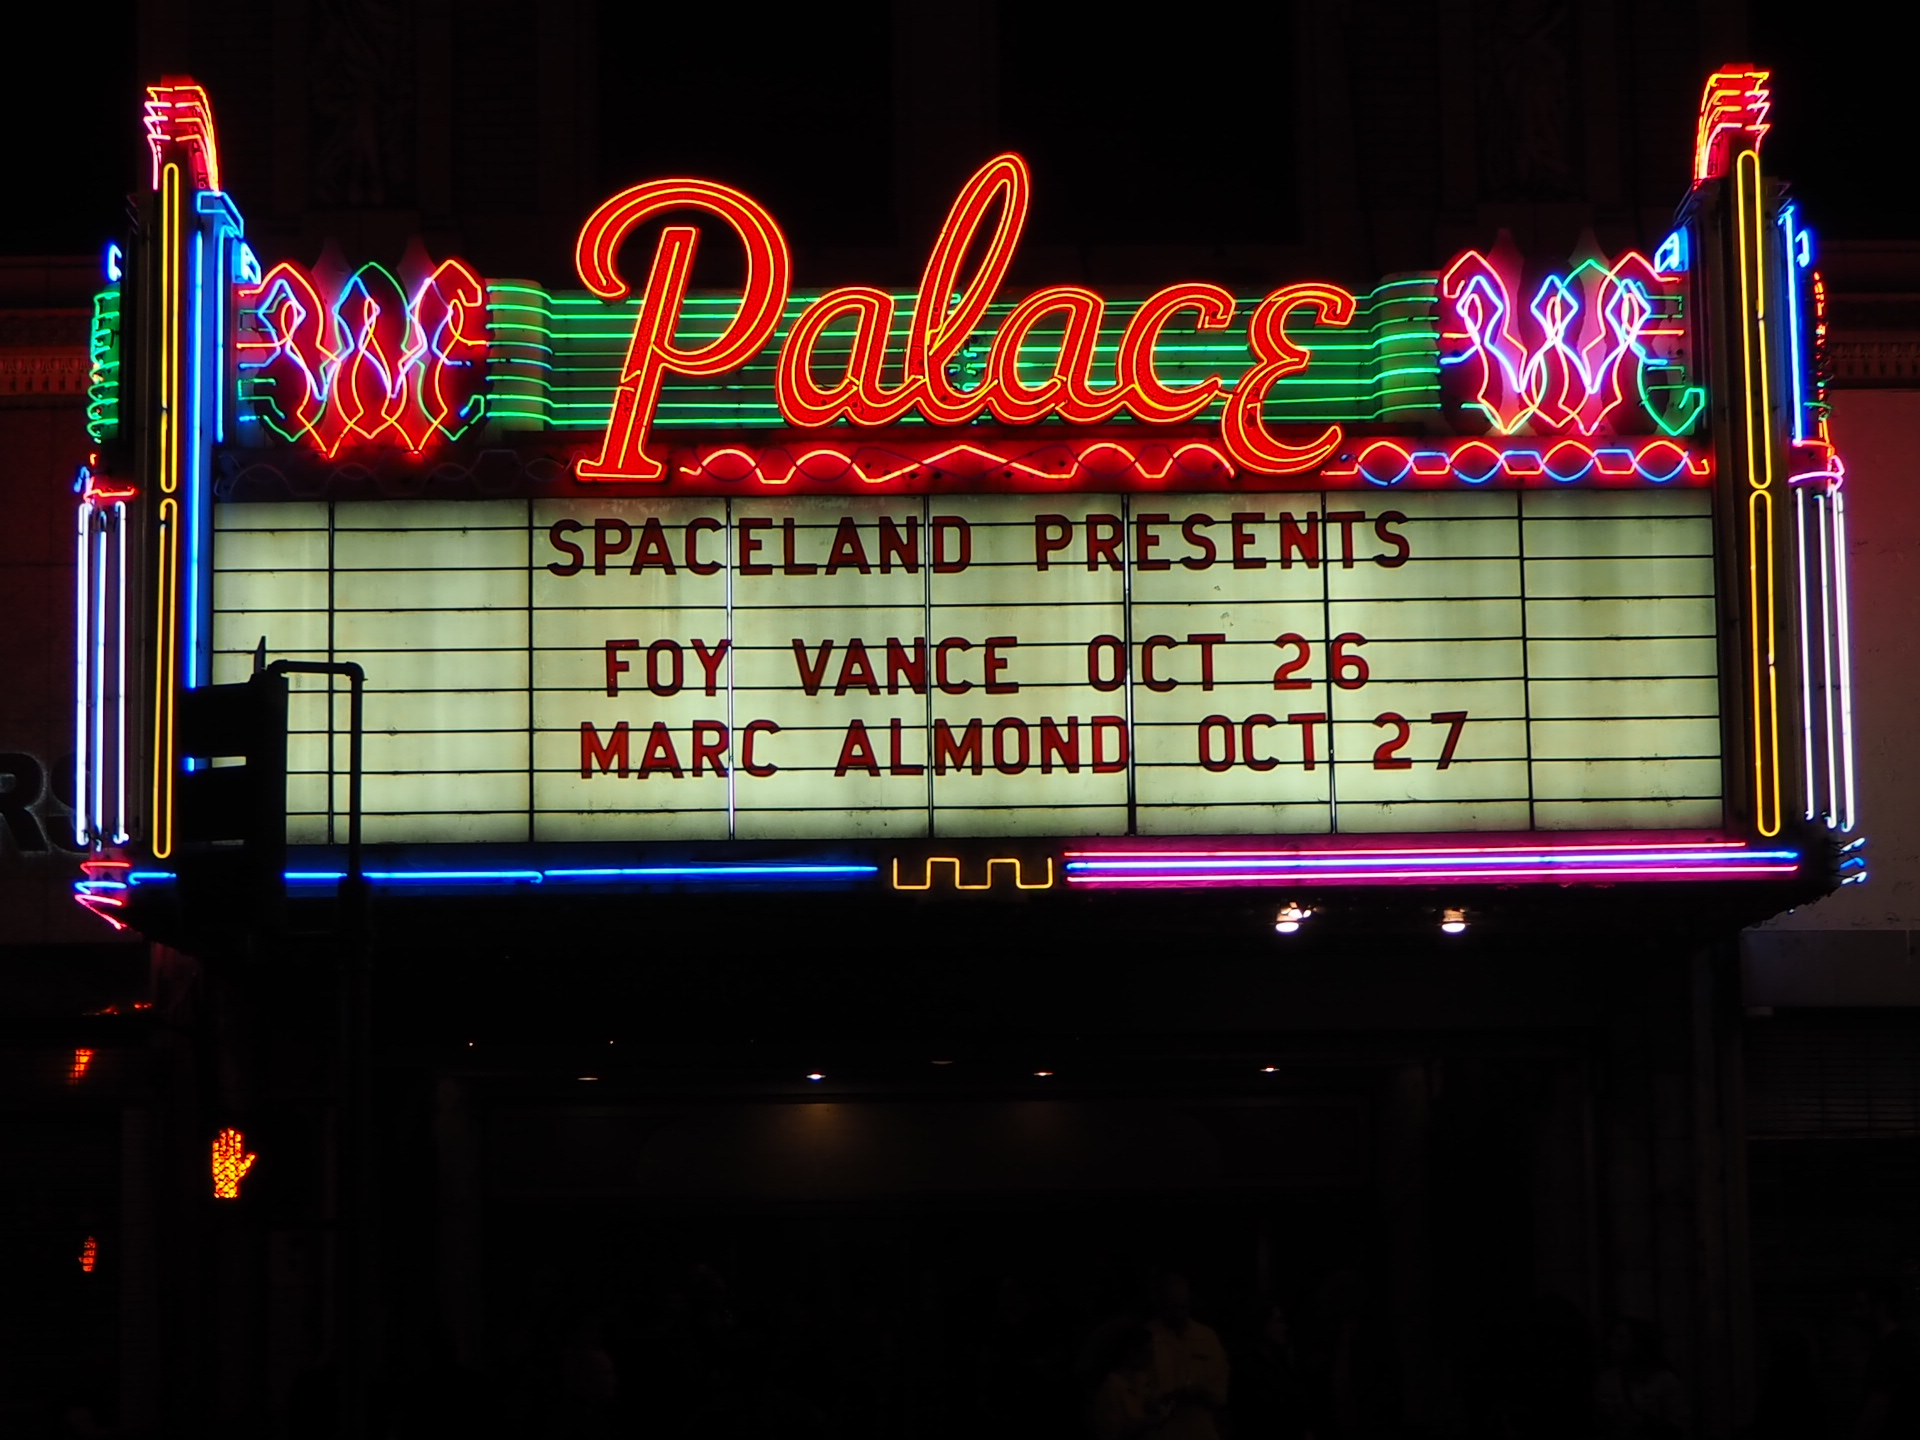 Palace
SPACELAND PRESENTS
FOY VANCE OCT 26
MARC ALMOND OCT 27